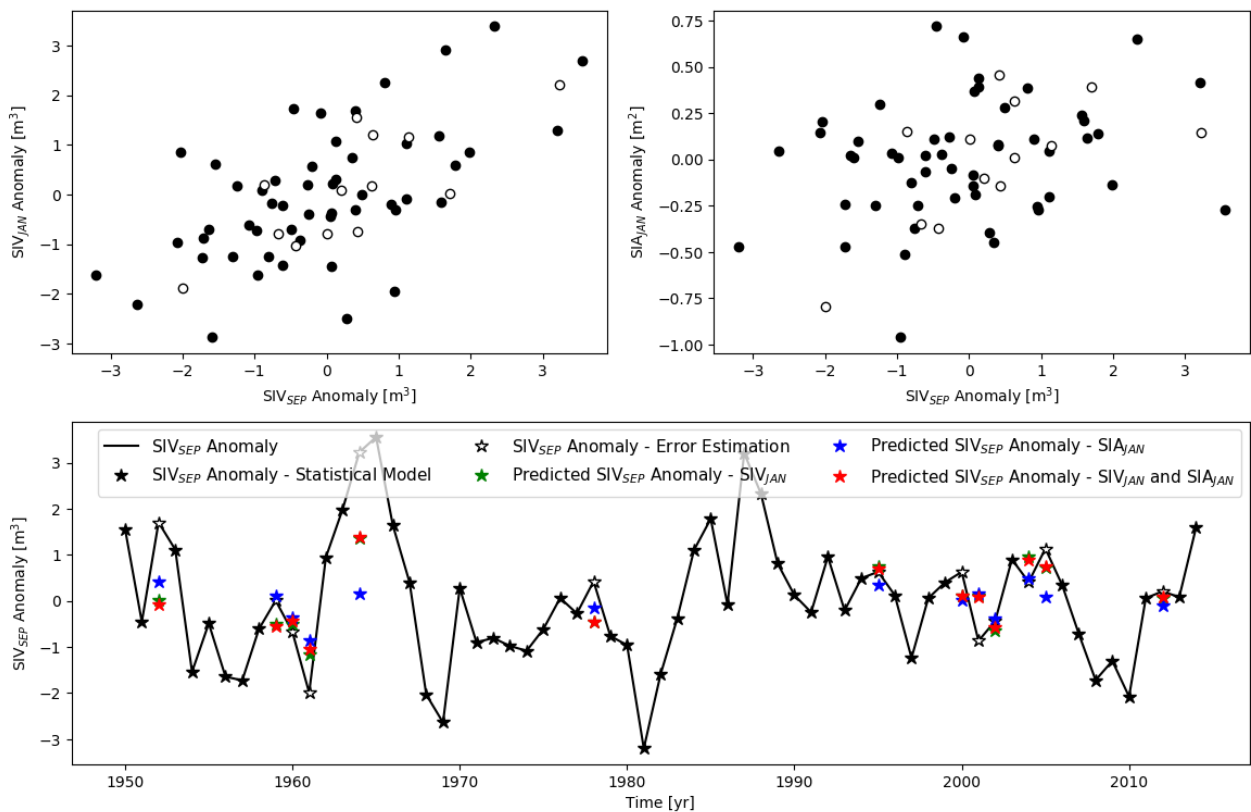 3
2
1
0
−1
−2
−3
SIV_JAN Anomaly [m³]
−3 −2 −1 0 1 2 3
SIV_SEP Anomaly [m³]
0.75
0.50
0.25
0.00
−0.25
−0.50
−0.75
−1.00
SIA_JAN Anomaly [m²]
−3 −2 −1 0 1 2 3
SIV_SEP Anomaly [m³]
SIV_SEP Anomaly
SIV_SEP Anomaly - Statistical Model
SIV_SEP Anomaly - Error Estimation
Predicted SIV_SEP Anomaly - SIV_JAN
Predicted SIV_SEP Anomaly - SIA_JAN
Predicted SIV_SEP Anomaly - SIV_JAN and SIA_JAN
3
2
1
0
−1
−2
−3
SIV_SEP Anomaly [m³]
1950 1960 1970 1980 1990 2000 2010
Time [yr]